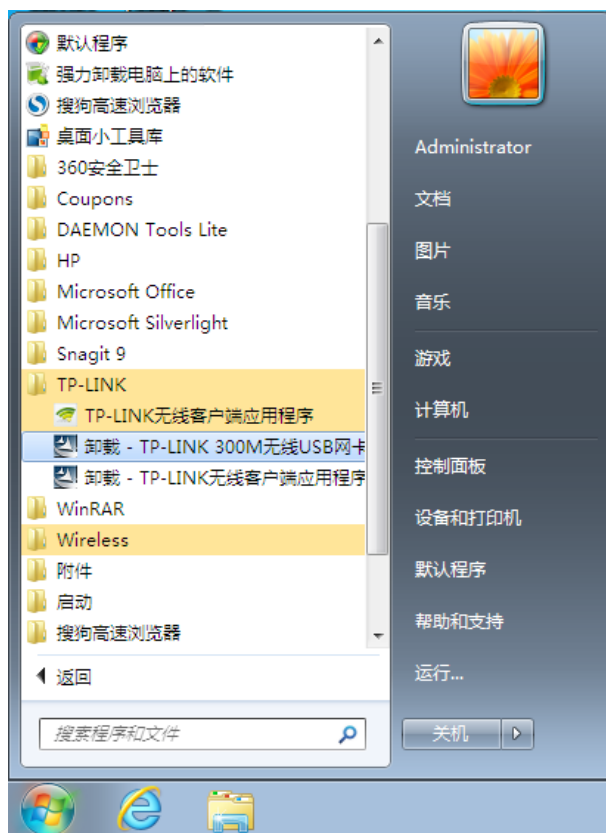 默认程序
强力卸载电脑上的软件
搜狗高速浏览器
桌面小工具库
360安全卫士
Coupons
DAEMON Tools Lite
HP
Microsoft Office
Microsoft Silverlight
Snagit 9
TP-LINK
TP-LINK无线客户端应用程序
卸载 - TP-LINK 300M无线USB网卡
卸载 - TP-LINK无线客户端应用程序
WinRAR
Wireless
附件
启动
搜狗高速浏览器
返回
搜索程序和文件
Administrator
文档
图片
音乐
游戏
计算机
控制面板
设备和打印机
默认程序
帮助和支持
运行...
关机